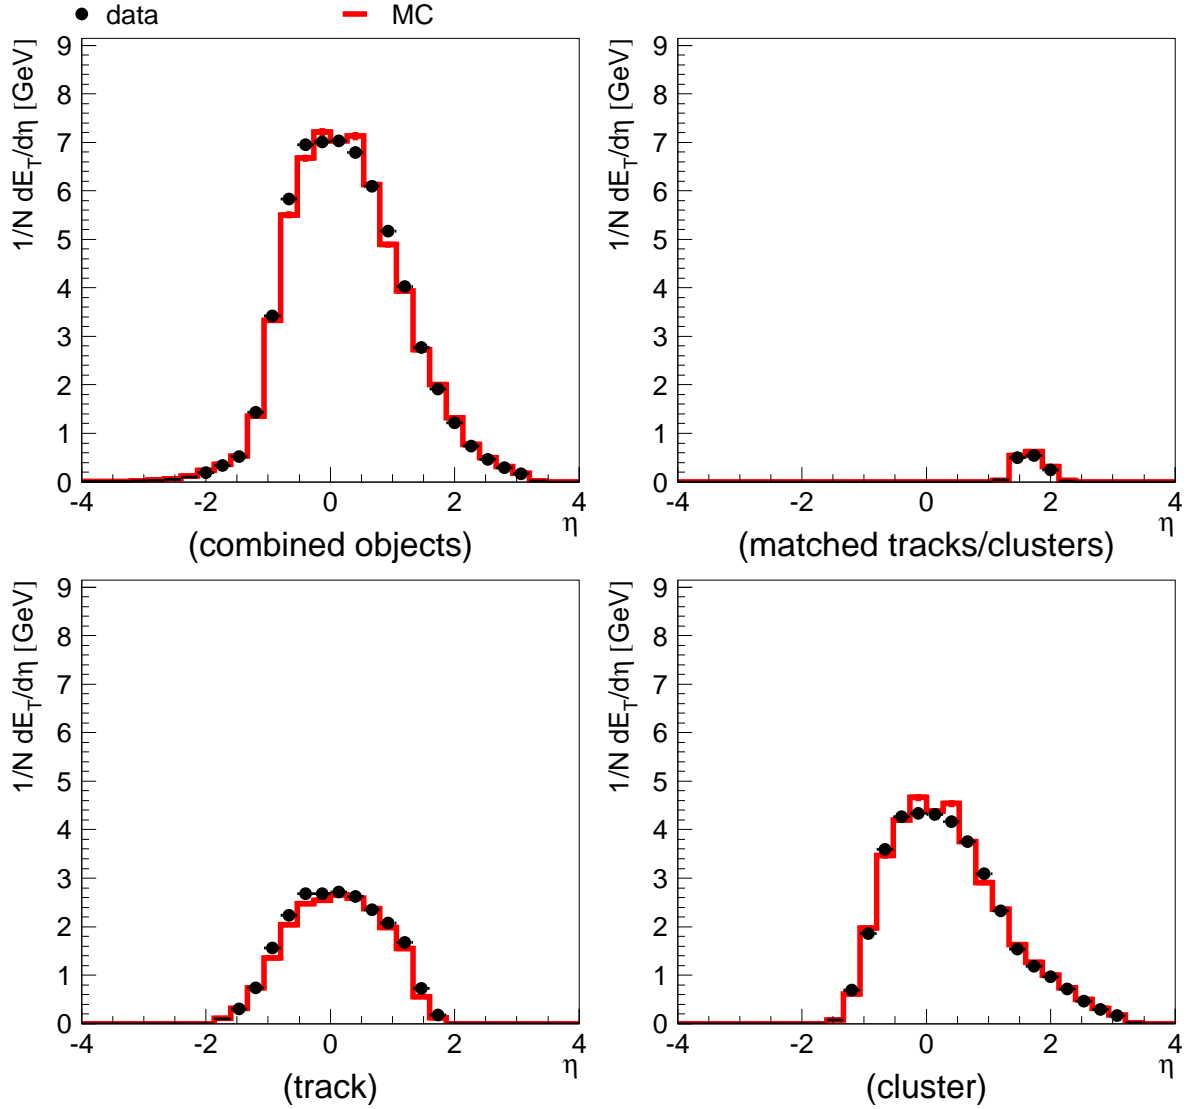 data MC
1/N dE_T/dη [GeV]
9
8
7
6
5
4
3
2
1
0
-4 -2 0 2 4
η
(combined objects)
1/N dE_T/dη [GeV]
9
8
7
6
5
4
3
2
1
0
-4 -2 0 2 4
η
(matched tracks/clusters)
1/N dE_T/dη [GeV]
9
8
7
6
5
4
3
2
1
0
-4 -2 0 2 4
η
(track)
1/N dE_T/dη [GeV]
9
8
7
6
5
4
3
2
1
0
-4 -2 0 2 4
η
(cluster)